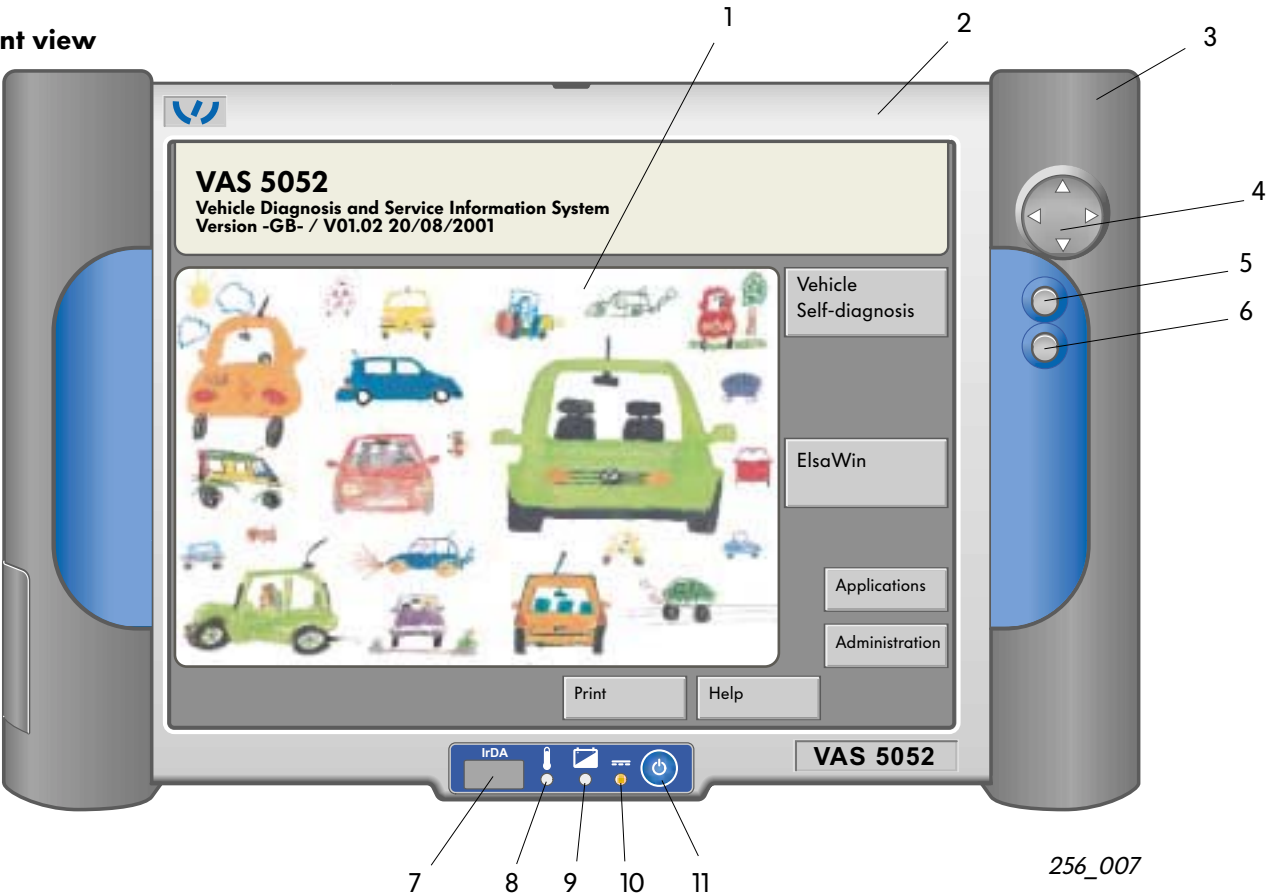 nt view
1
2
3
VAS 5052
Vehicle Diagnosis and Service Information System
Version -GB- / V01.02 20/08/2001
4
Vehicle
Self-diagnosis
5
6
ElsaWin
Applications
Administration
Print
Help
IrDA
VAS 5052
7
8
9
10
11
256_007